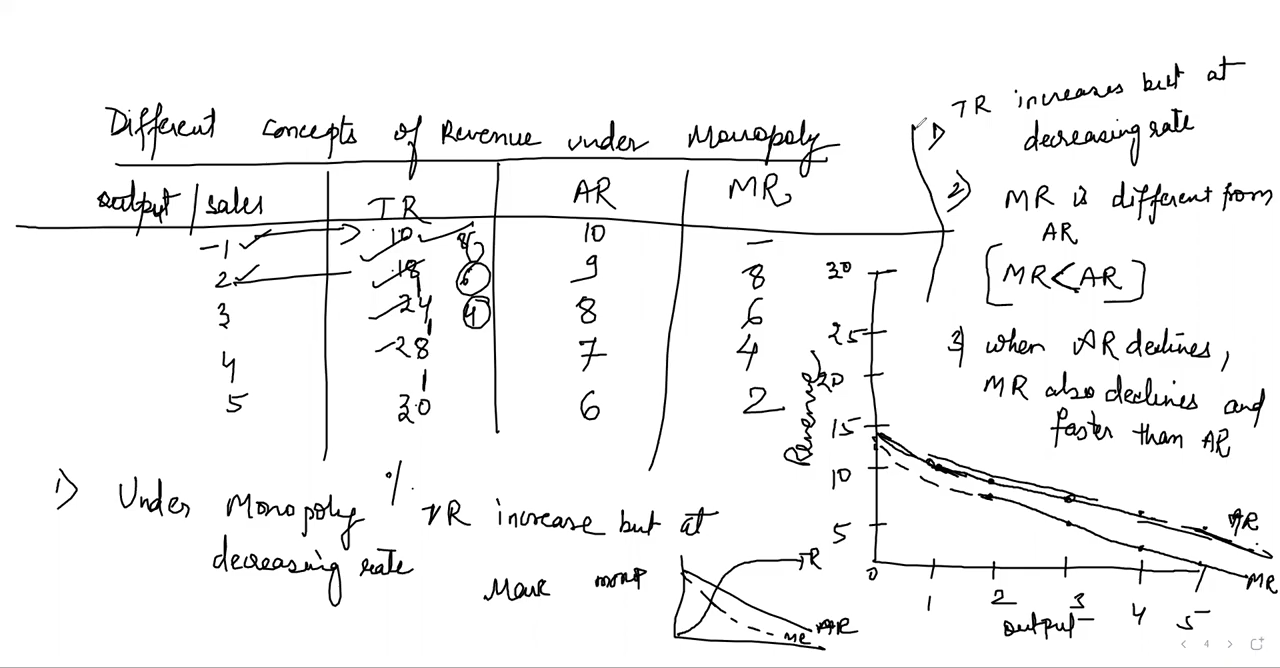 Different concepts of Revenue under Monopoly
output / sales TR AR MR
1 10 8 10 –
2 18 6 9 8
3 24 4 8 6
4 28 7 4
5 30 6 2
1) Under Monopoly TR increase but at
decreasing rate
TR
AR
MR
1) TR increases but at
decreasing rate
2) MR is different from
AR
[MR < AR]
3) when AR declines,
MR also declines and
faster than AR
Revenue
30
25
20
15
10
5
0
1 2 3 4 5
output
AR
MR
4